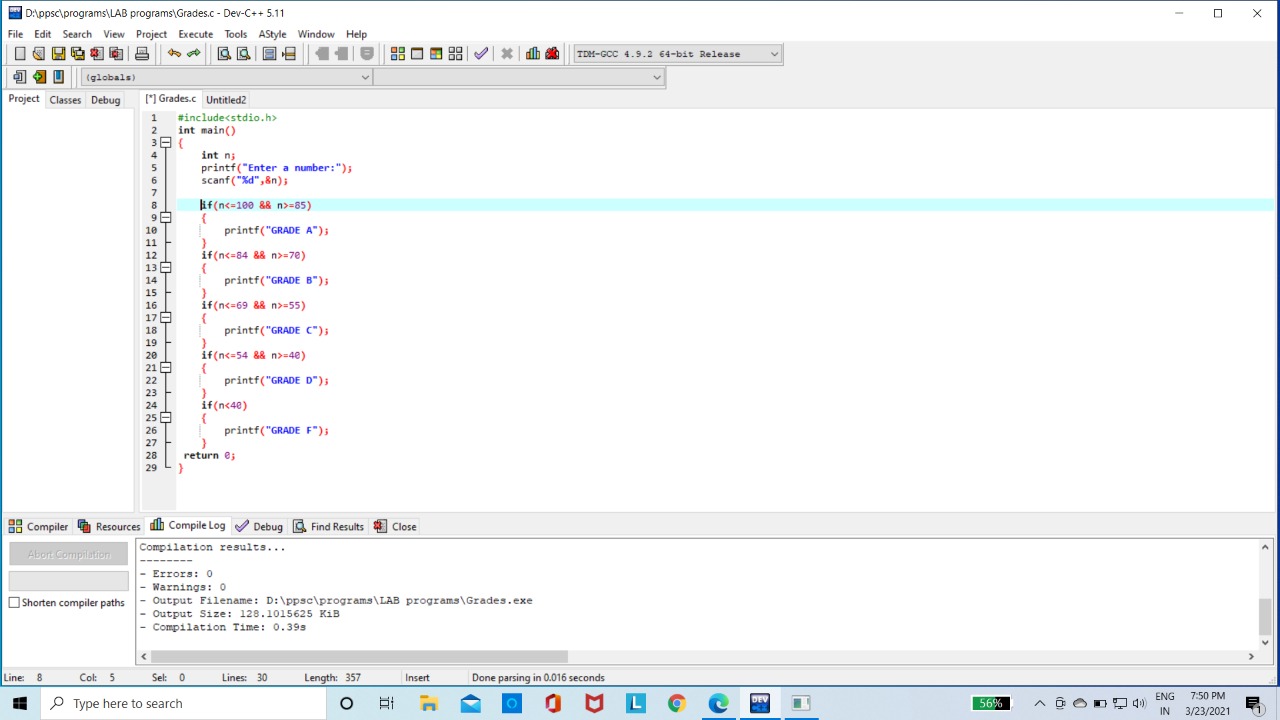 D:\ppsc\programs\LAB programs\Grades.c - Dev-C++ 5.11
File Edit Search View Project Execute Tools AStyle Window Help
TDM-GCC 4.9.2 64-bit Release
(globals)
Project Classes Debug [*] Grades.c Untitled2
1 #include<stdio.h>
2 int main()
3 {
4 int n;
5 printf("Enter a number:");
6 scanf("%d",&n);
7
8 if(n<=100 && n>=85)
9 {
10 printf("GRADE A");
11 }
12 if(n<=84 && n>=70)
13 {
14 printf("GRADE B");
15 }
16 if(n<=69 && n>=55)
17 {
18 printf("GRADE C");
19 }
20 if(n<=54 && n>=40)
21 {
22 printf("GRADE D");
23 }
24 if(n<40)
25 {
26 printf("GRADE F");
27 }
28 return 0;
29 }
Compiler Resources Compile Log Debug Find Results Close
Abort Compilation
Shorten compiler paths
Compilation results...
--------
- Errors: 0
- Warnings: 0
- Output Filename: D:\ppsc\programs\LAB programs\Grades.exe
- Output Size: 128.1015625 KiB
- Compilation Time: 0.39s
Line: 8 Col: 5 Sel: 0 Lines: 30 Length: 357 Insert Done parsing in 0.016 seconds
Type here to search
L
DEV
56%
ENG
IN
7:50 PM
3/23/2021
1